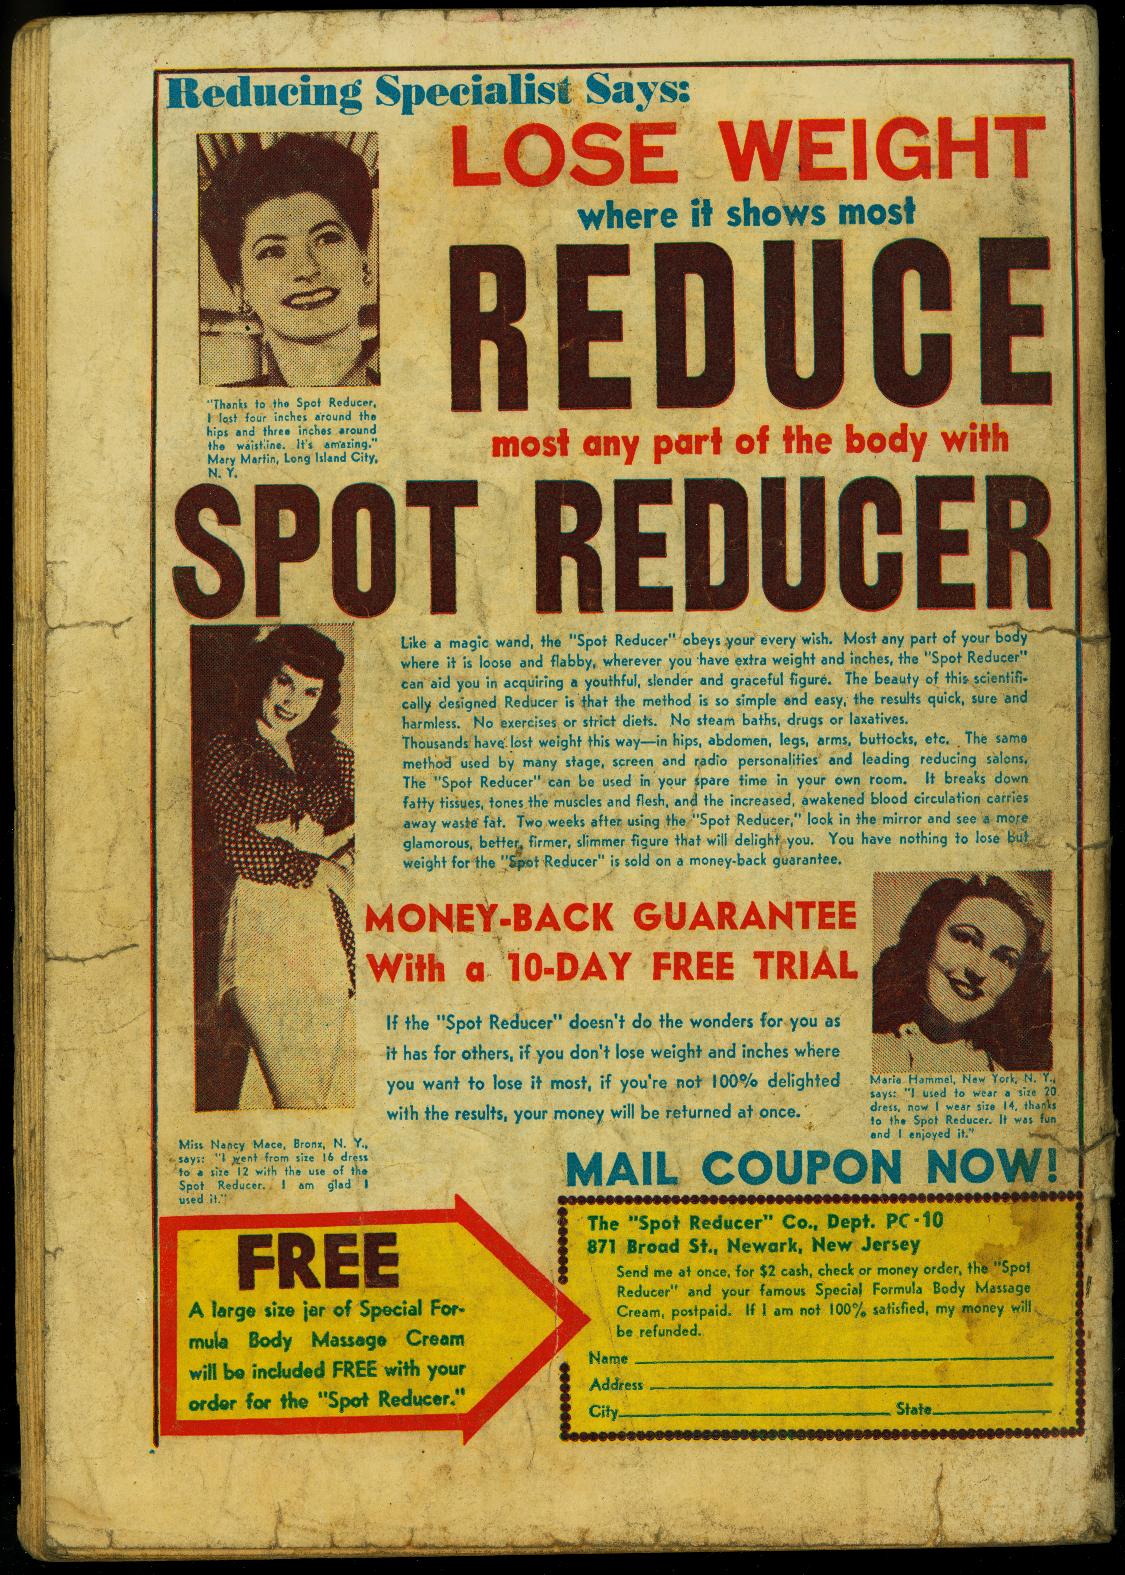 Reducing Specialist Says:
LOSE WEIGHT
where it shows most
REDUCE
most any part of the body with
"Thanks to the Spot Reducer,
I lost four inches around the
hips and three inches around
the waistline. It's amazing."
Mary Martin, Long Island City,
N. Y.
SPOT REDUCER
Like a magic wand, the "Spot Reducer" obeys your every wish. Most any part of your body
where it is loose and flabby, wherever you have extra weight and inches, the "Spot Reducer"
can aid you in acquiring a youthful, slender and graceful figure. The beauty of this scientifi-
cally designed Reducer is that the method is so simple and easy, the results quick, sure and
harmless. No exercises or strict diets. No steam baths, drugs or laxatives.
Thousands have lost weight this way—in hips, abdomen, legs, arms, buttocks, etc. The same
method used by many stage, screen and radio personalities and leading reducing salons.
The "Spot Reducer" can be used in your spare time in your own room. It breaks down
fatty tissues, tones the muscles and flesh, and the increased, awakened blood circulation carries
away waste fat. Two weeks after using the "Spot Reducer," look in the mirror and see a more
glamorous, better, firmer, slimmer figure that will delight you. You have nothing to lose but
weight for the "Spot Reducer" is sold on a money-back guarantee.
MONEY-BACK GUARANTEE
With a 10-DAY FREE TRIAL
If the "Spot Reducer" doesn't do the wonders for you as
it has for others, if you don't lose weight and inches where
you want to lose it most, if you're not 100% delighted
with the results, your money will be returned at once.
Maria Hammel, New York, N. Y.,
says: "I used to wear a size 20
dress, now I wear size 14, thanks
to the Spot Reducer. It was fun
and I enjoyed it."
Miss Nancy Mace, Bronx, N. Y.,
says: "I went from size 16 dress
to a size 12 with the use of the
Spot Reducer. I am glad I
used it."
MAIL COUPON NOW!
FREE
A large size jar of Special For-
mula Body Massage Cream
will be included FREE with your
order for the "Spot Reducer."
The "Spot Reducer" Co., Dept. PC-10
871 Broad St., Newark, New Jersey
Send me at once, for $2 cash, check or money order, the "Spot
Reducer" and your famous Special Formula Body Massage
Cream, postpaid. If I am not 100% satisfied, my money will
be refunded.
Name
Address
City State